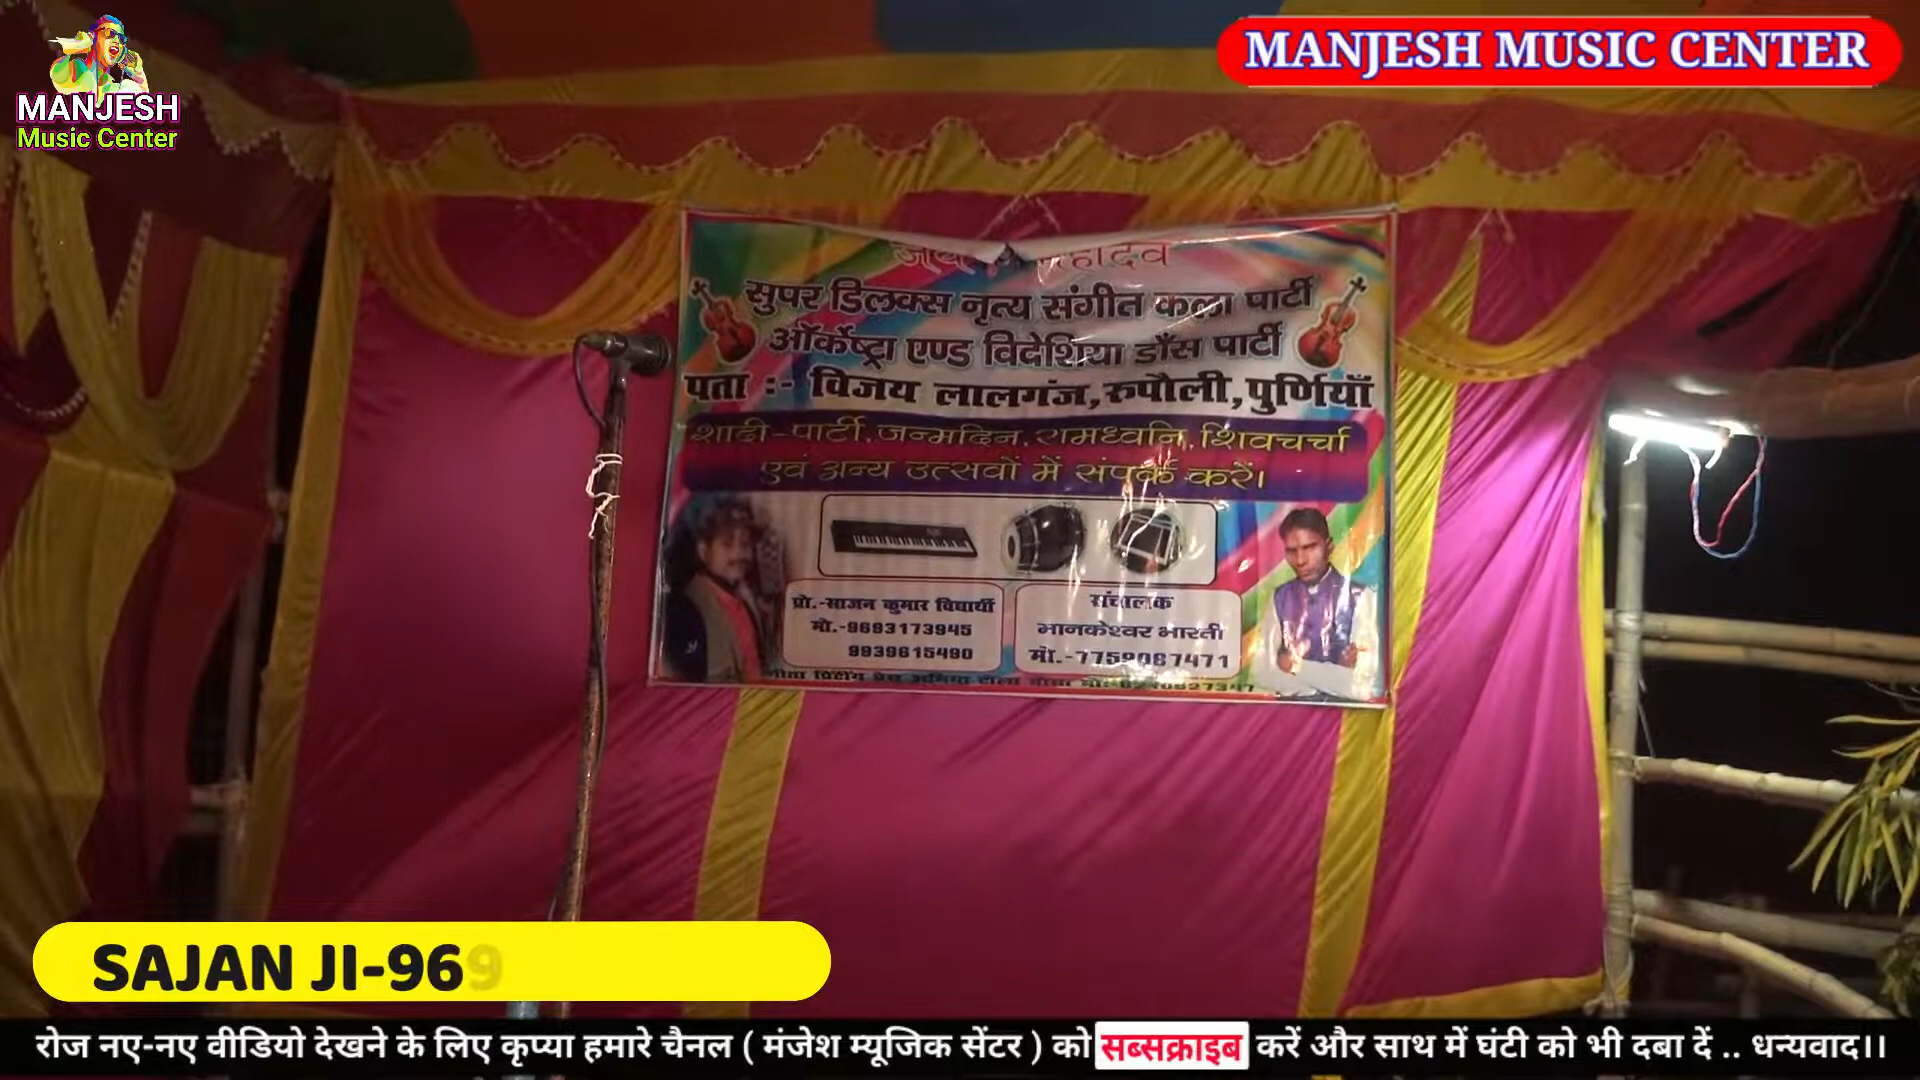 MANJESH
Music Center
MANJESH MUSIC CENTER
सुपर डिलक्स नृत्य संगीत कला पार्टी
ऑर्केष्ट्रा एण्ड विदेशिया डाँस पार्टी
पता :- विजय लालगंज,रुपौली,पुर्णियाँ
शादी-पार्टी, जन्मदिन, रामध्वनि, शिवचर्चा
एवं अन्य उत्सवों में संपर्क करें।
प्रो.-साजन कुमार विद्यार्थी
मो.-9693173945
9939615490
संचालक
भानकेश्वर भारती
मो.-7759087471
SAJAN JI-969
रोज नए-नए वीडियो देखने के लिए कृप्या हमारे चैनल ( मंजेश म्यूजिक सेंटर ) को सब्सक्राइब करें और साथ में घंटी को भी दबा दें .. धन्यवाद।।